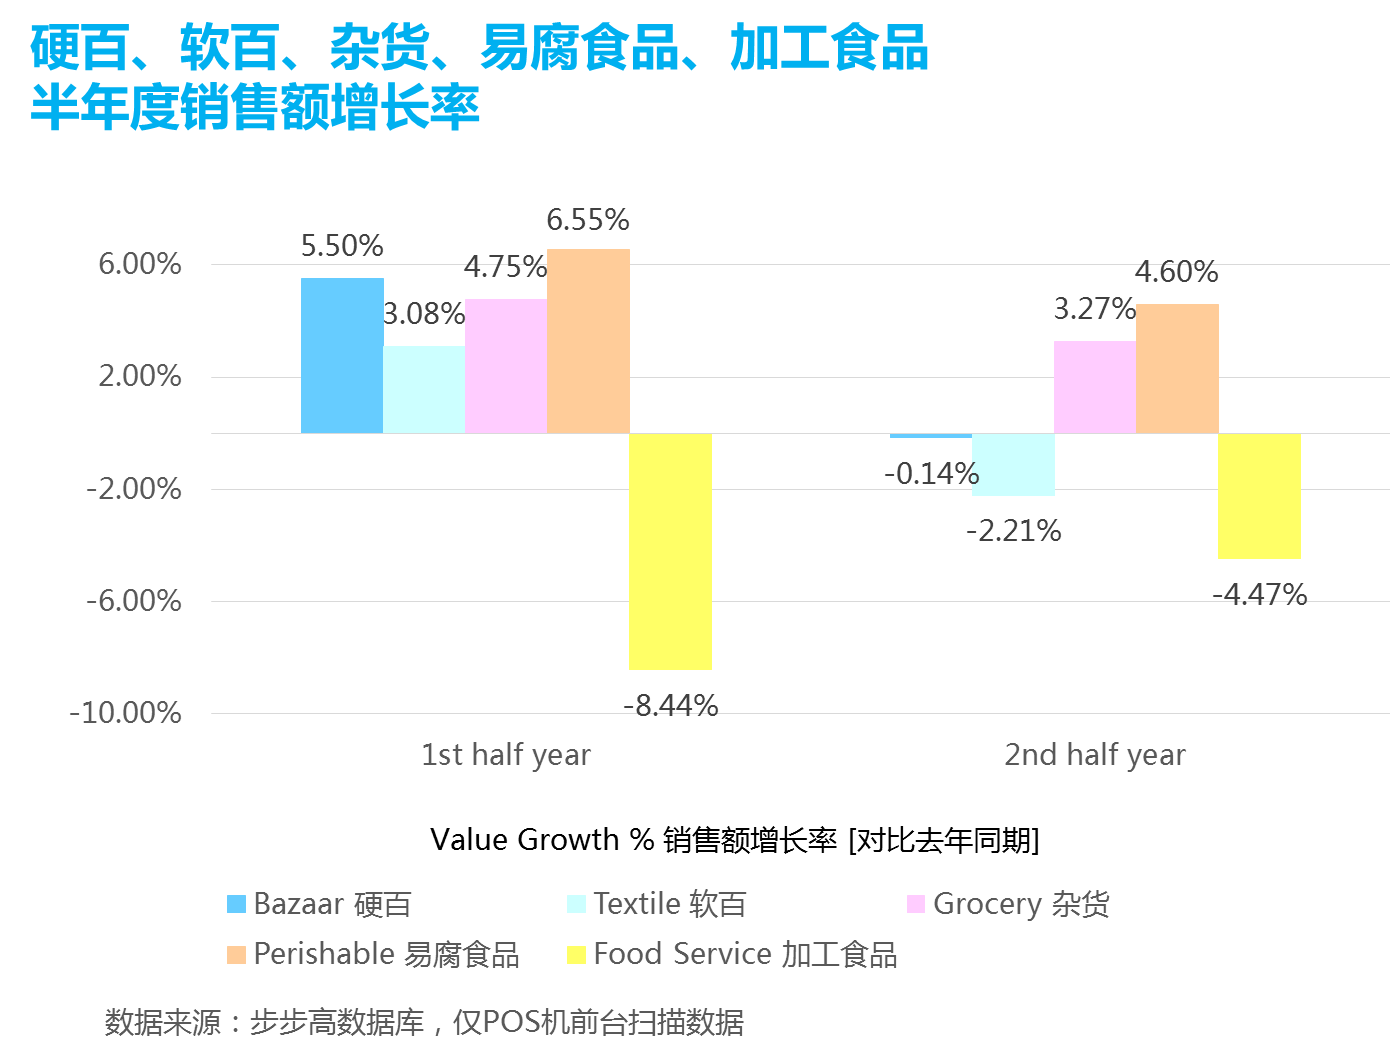 硬百、软百、杂货、易腐食品、加工食品
半年度销售额增长率
6.55%
5.50%
6.00%
4.75%
4.60%
3.08%
3.27%
2.00%
-0.14%
-2.00%
-2.21%
-6.00%
-4.47%
-8.44%
-10.00%
1st half year
2nd half year
Value Growth % 销售额增长率 [对比去年同期]
Bazaar 硬百
Textile 软百
Grocery 杂货
Perishable 易腐食品
Food Service 加工食品
数据来源：步步高数据库，仅POS机前台扫描数据